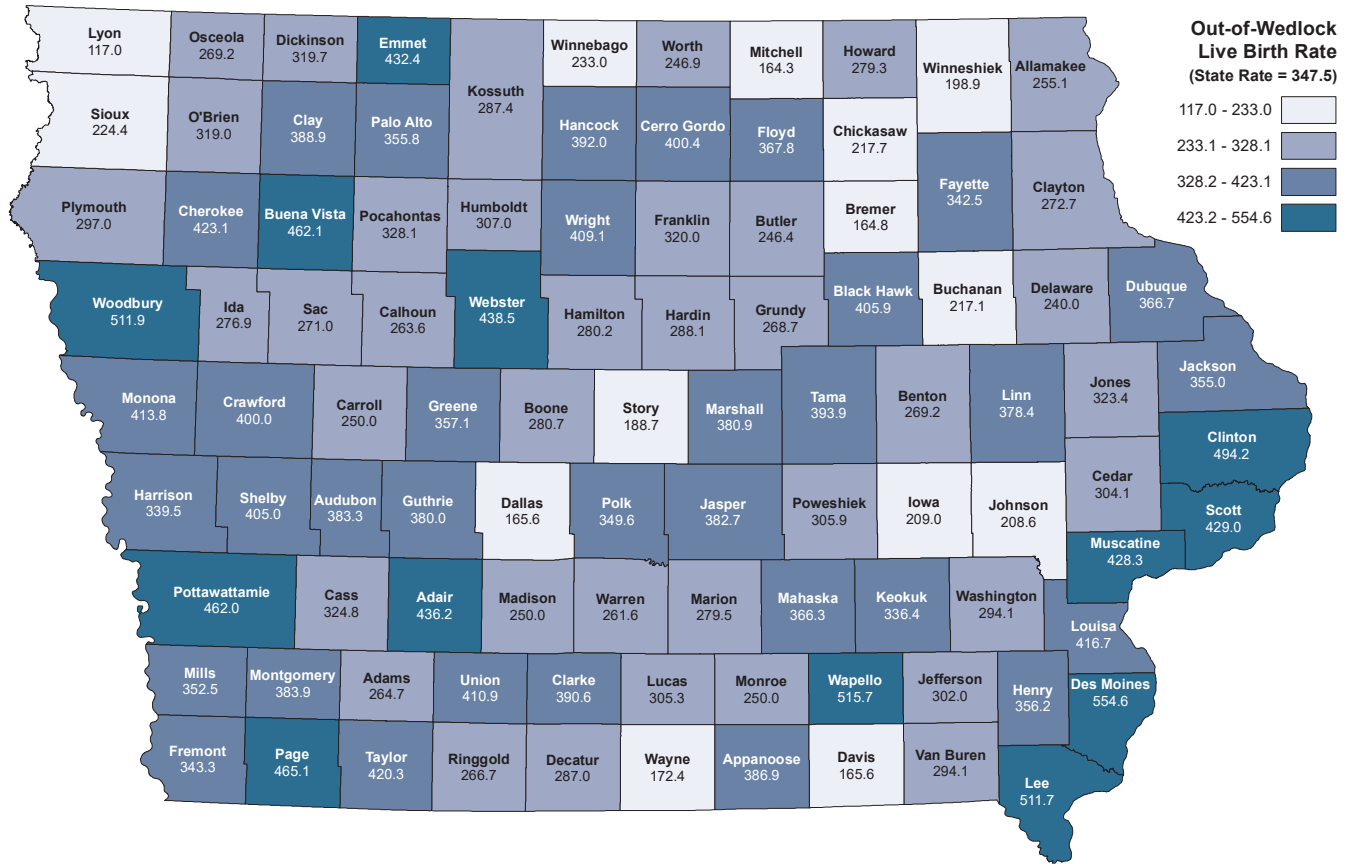 Out-of-Wedlock
Live Birth Rate
(State Rate = 347.5)
117.0 - 233.0
233.1 - 328.1
328.2 - 423.1
423.2 - 554.6
Lyon
117.0
Osceola
269.2
Dickinson
319.7
Emmet
432.4
Kossuth
287.4
Winnebago
233.0
Worth
246.9
Mitchell
164.3
Howard
279.3
Winneshiek
198.9
Allamakee
255.1
Sioux
224.4
O'Brien
319.0
Clay
388.9
Palo Alto
355.8
Hancock
392.0
Cerro Gordo
400.4
Floyd
367.8
Chickasaw
217.7
Fayette
342.5
Clayton
272.7
Plymouth
297.0
Cherokee
423.1
Buena Vista
462.1
Pocahontas
328.1
Humboldt
307.0
Wright
409.1
Franklin
320.0
Butler
246.4
Bremer
164.8
Woodbury
511.9
Ida
276.9
Sac
271.0
Calhoun
263.6
Webster
438.5
Hamilton
280.2
Hardin
288.1
Grundy
268.7
Black Hawk
405.9
Buchanan
217.1
Delaware
240.0
Dubuque
366.7
Monona
413.8
Crawford
400.0
Carroll
250.0
Greene
357.1
Boone
280.7
Story
188.7
Marshall
380.9
Tama
393.9
Benton
269.2
Linn
378.4
Jones
323.4
Jackson
355.0
Clinton
494.2
Harrison
339.5
Shelby
405.0
Audubon
383.3
Guthrie
380.0
Dallas
165.6
Polk
349.6
Jasper
382.7
Poweshiek
305.9
Iowa
209.0
Johnson
208.6
Cedar
304.1
Scott
429.0
Muscatine
428.3
Pottawattamie
462.0
Cass
324.8
Adair
436.2
Madison
250.0
Warren
261.6
Marion
279.5
Mahaska
366.3
Keokuk
336.4
Washington
294.1
Louisa
416.7
Mills
352.5
Montgomery
383.9
Adams
264.7
Union
410.9
Clarke
390.6
Lucas
305.3
Monroe
250.0
Wapello
515.7
Jefferson
302.0
Henry
356.2
Des Moines
554.6
Fremont
343.3
Page
465.1
Taylor
420.3
Ringgold
266.7
Decatur
287.0
Wayne
172.4
Appanoose
386.9
Davis
165.6
Van Buren
294.1
Lee
511.7